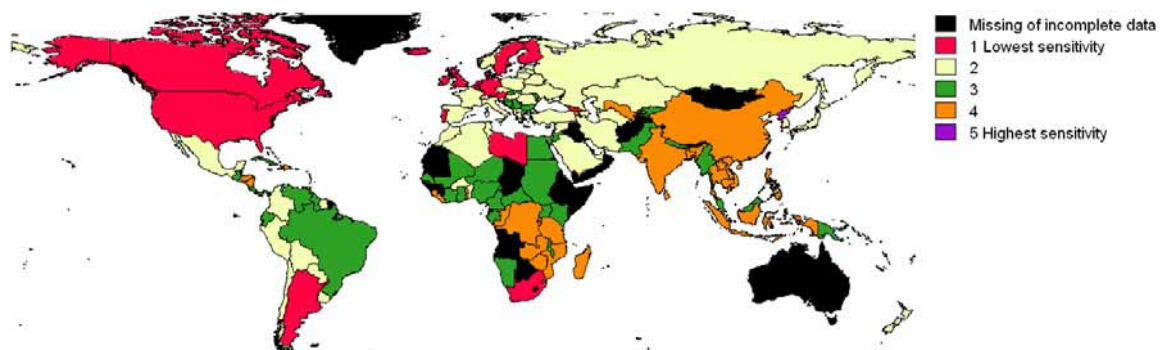 Missing of incomplete data
1 Lowest sensitivity
2
3
4
5 Highest sensitivity